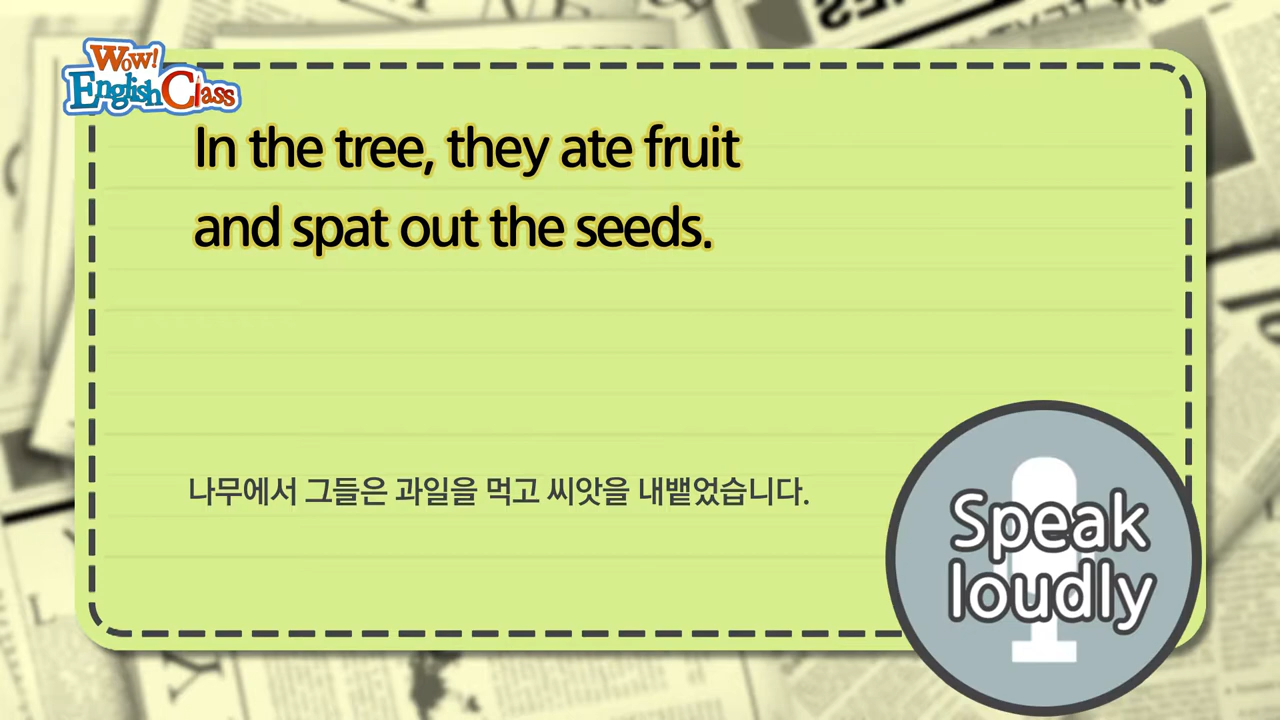 Wow!
English Class
In the tree, they ate fruit
and spat out the seeds.
나무에서 그들은 과일을 먹고 씨앗을 내뱉었습니다.
Speak
loudly